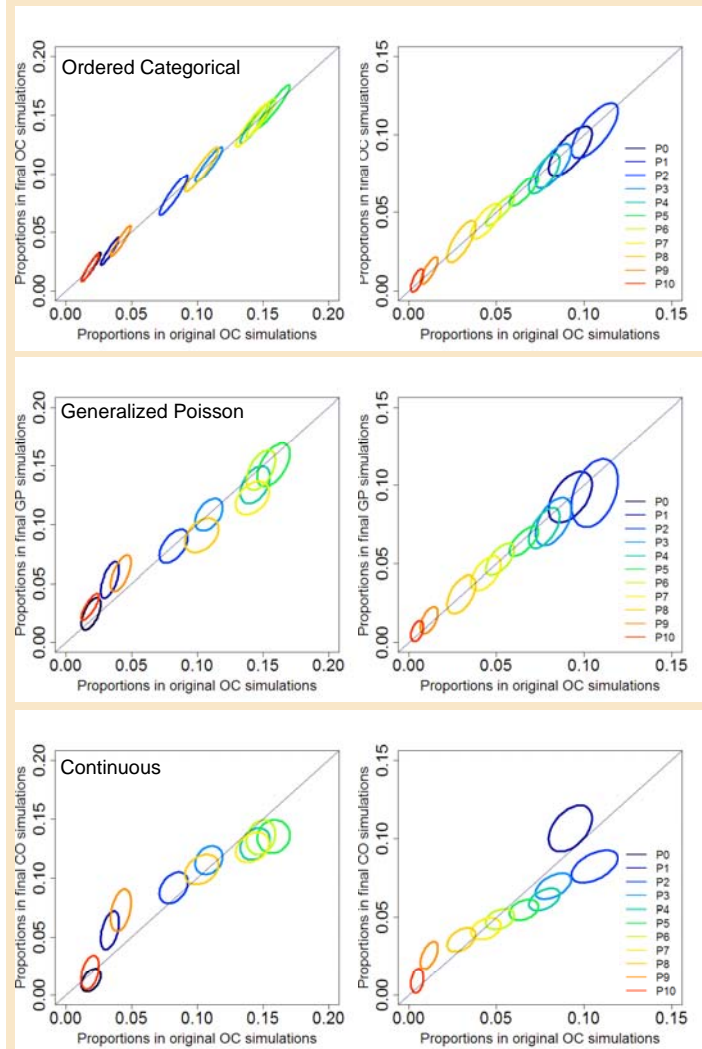 Ordered Categorical
Proportions in final OC simulations
0.00 0.05 0.10 0.15 0.20
0.00 0.05 0.10 0.15 0.20
Proportions in original OC simulations
Proportions in final OC simulations
0.00 0.05 0.10 0.15
0.00 0.05 0.10 0.15
Proportions in original OC simulations
P0
P1
P2
P3
P4
P5
P6
P7
P8
P9
P10
Generalized Poisson
Proportions in final GP simulations
0.00 0.05 0.10 0.15 0.20
0.00 0.05 0.10 0.15 0.20
Proportions in original OC simulations
Proportions in final GP simulations
0.00 0.05 0.10 0.15
0.00 0.05 0.10 0.15
Proportions in original OC simulations
P0
P1
P2
P3
P4
P5
P6
P7
P8
P9
P10
Continuous
Proportions in final CO simulations
0.00 0.05 0.10 0.15 0.20
0.00 0.05 0.10 0.15 0.20
Proportions in original OC simulations
Proportions in final CO simulations
0.00 0.05 0.10 0.15
0.00 0.05 0.10 0.15
Proportions in original OC simulations
P0
P1
P2
P3
P4
P5
P6
P7
P8
P9
P10